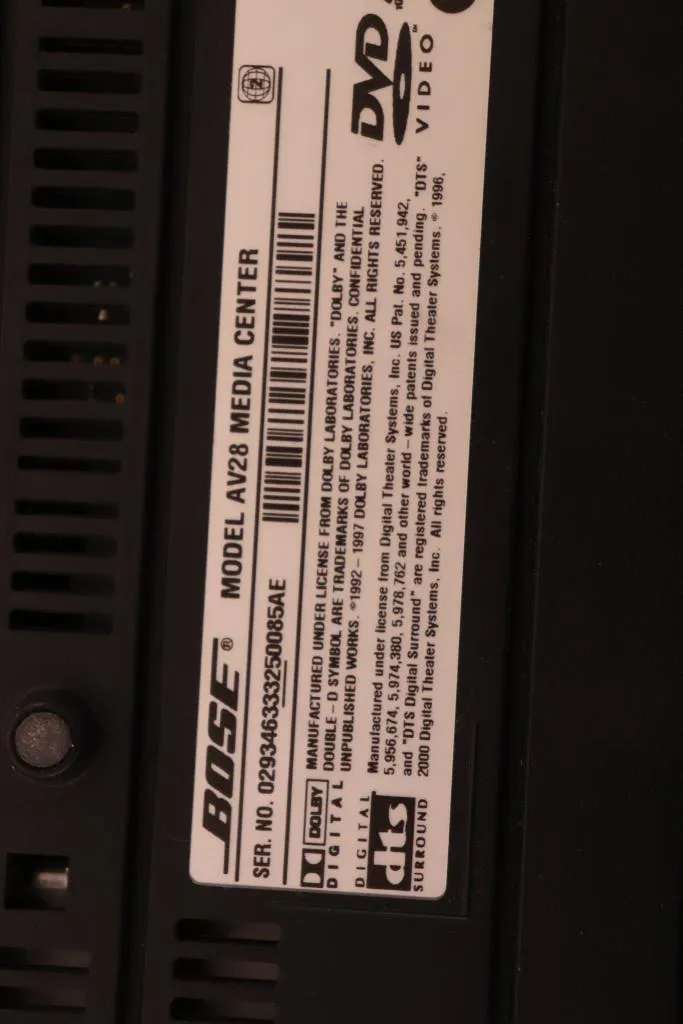 BOSE® MODEL AV28 MEDIA CENTER
SER. NO. 029346333250085AE
N
DOLBY
DIGITAL
MANUFACTURED UNDER LICENSE FROM DOLBY LABORATORIES. "DOLBY" AND THE
DOUBLE-D SYMBOL ARE TRADEMARKS OF DOLBY LABORATORIES. CONFIDENTIAL
UNPUBLISHED WORKS. ©1992-1997 DOLBY LABORATORIES, INC. ALL RIGHTS RESERVED.
DIGITAL
dts
SURROUND
Manufactured under license from Digital Theater Systems, Inc. US Pat. No. 5,451,942,
5,956,674, 5,974,380, 5,978,762 and other world-wide patents issued and pending. "DTS"
and "DTS Digital Surround" are registered trademarks of Digital Theater Systems. © 1996,
2000 Digital Theater Systems, Inc. All rights reserved.
DVD
VIDEO™